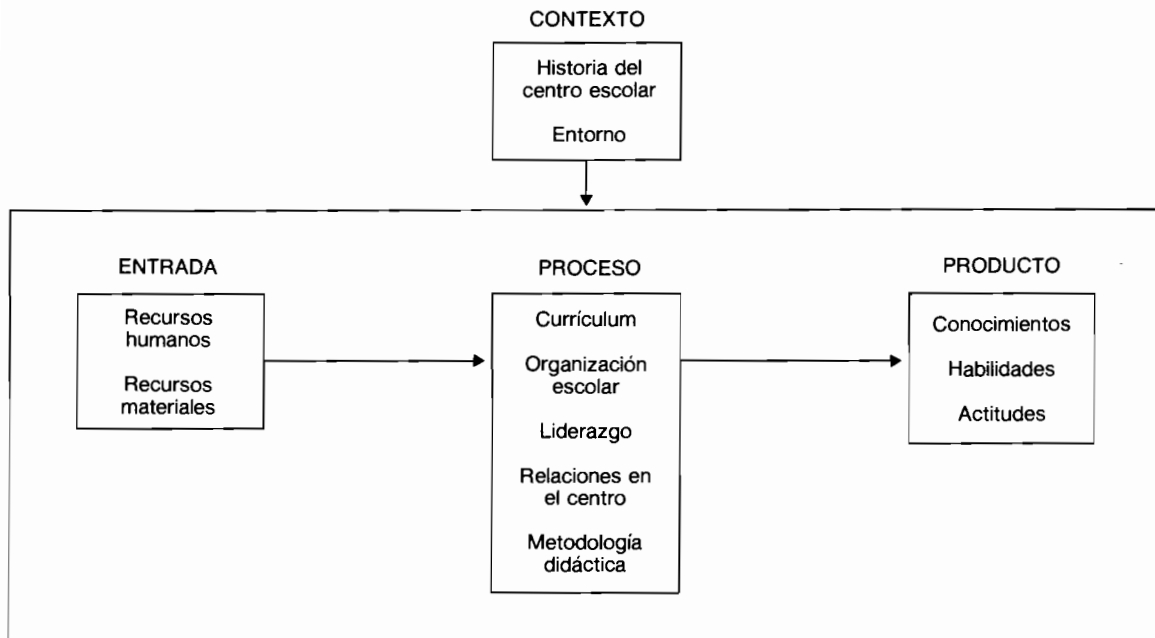 CONTEXTO
Historia del
centro escolar
Entorno
ENTRADA
Recursos
humanos
Recursos
materiales
PROCESO
Currículum
Organización
escolar
Liderazgo
Relaciones en
el centro
Metodología
didáctica
PRODUCTO
Conocimientos
Habilidades
Actitudes